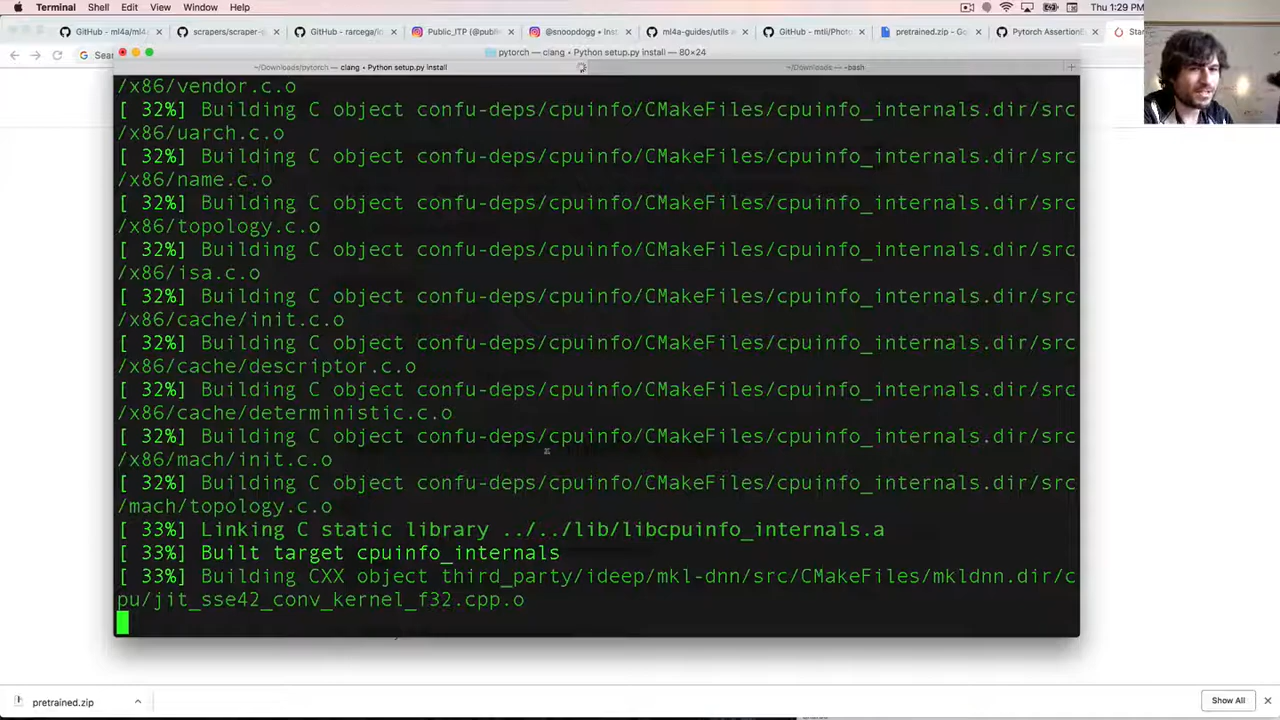 Terminal Shell Edit View Window Help Thu 1:29 PM
GitHub - ml4a/ml4
scrapers/scraper-
GitHub - rarcega/
Public_ITP (@publi
@snoopdogg • Inst
ml4a-guides/utils a
GitHub - mtli/Photo
pretrained.zip - Go
Pytorch AssertionE
Star
pytorch — clang • Python setup.py install — 80×24
~/Downloads/pytorch — clang • Python setup.py install
~/Downloads — -bash
Sear
/x86/vendor.c.o
[ 32%] Building C object confu-deps/cpuinfo/CMakeFiles/cpuinfo_internals.dir/src
/x86/uarch.c.o
[ 32%] Building C object confu-deps/cpuinfo/CMakeFiles/cpuinfo_internals.dir/src
/x86/name.c.o
[ 32%] Building C object confu-deps/cpuinfo/CMakeFiles/cpuinfo_internals.dir/src
/x86/topology.c.o
[ 32%] Building C object confu-deps/cpuinfo/CMakeFiles/cpuinfo_internals.dir/src
/x86/isa.c.o
[ 32%] Building C object confu-deps/cpuinfo/CMakeFiles/cpuinfo_internals.dir/src
/x86/cache/init.c.o
[ 32%] Building C object confu-deps/cpuinfo/CMakeFiles/cpuinfo_internals.dir/src
/x86/cache/descriptor.c.o
[ 32%] Building C object confu-deps/cpuinfo/CMakeFiles/cpuinfo_internals.dir/src
/x86/cache/deterministic.c.o
[ 32%] Building C object confu-deps/cpuinfo/CMakeFiles/cpuinfo_internals.dir/src
/x86/mach/init.c.o
[ 32%] Building C object confu-deps/cpuinfo/CMakeFiles/cpuinfo_internals.dir/src
/mach/topology.c.o
[ 33%] Linking C static library ../../lib/libcpuinfo_internals.a
[ 33%] Built target cpuinfo_internals
[ 33%] Building CXX object third_party/ideep/mkl-dnn/src/CMakeFiles/mkldnn.dir/c
pu/jit_sse42_conv_kernel_f32.cpp.o
pretrained.zip
Show All